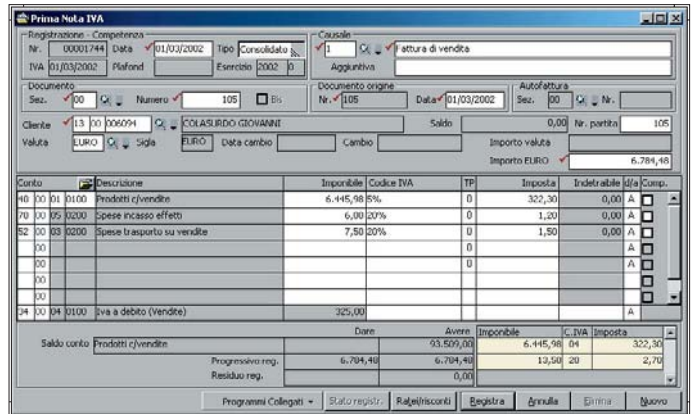 Prima Nota IVA
Registrazione - Competenza
Causale
Nr. 00001744 Data 01/03/2002 Tipo Consolidato 1 Fattura di vendita
IVA 01/03/2002 Plafond Esercizio 2002 0 Aggiuntiva
Documento Documento origine Autofattura
Sez. 00 Numero 105 Bis Nr. 105 Data 01/03/2002 Sez. 00 Nr.
Cliente 13 00 006094 COLASURDO GIOVANNI Saldo 0,00 Nr. partita 105
Valuta EURO Sigla EURO Data cambio Cambio Importo valuta
Importo EURO 6.784,48
Conto Descrizione Imponibile Codice IVA TP Imposta Indetraibile d/a Comp.
40 00 01 0100 Prodotti c/vendite 6.445,98 5% 0 322,30 0,00 A
70 00 05 0200 Spese incasso effetti 6,00 20% 0 1,20 0,00 A
52 00 03 0200 Spese trasporto su vendite 7,50 20% 0 1,50 0,00 A
00 0 A
00 0 A
00
00
34 00 04 0100 Iva a debito (Vendite) 325,00 A
Dare Avere Imponibile C.IVA Imposta
Saldo conto Prodotti c/vendite 93.509,00 6.445,98 04 322,30
Progressivo reg. 6.784,48 6.784,48 13,50 20 2,70
Residuo reg. 0,00
Programmi Collegati Stato registr. Ratei/risconti Registra Annulla Elimina Nuovo